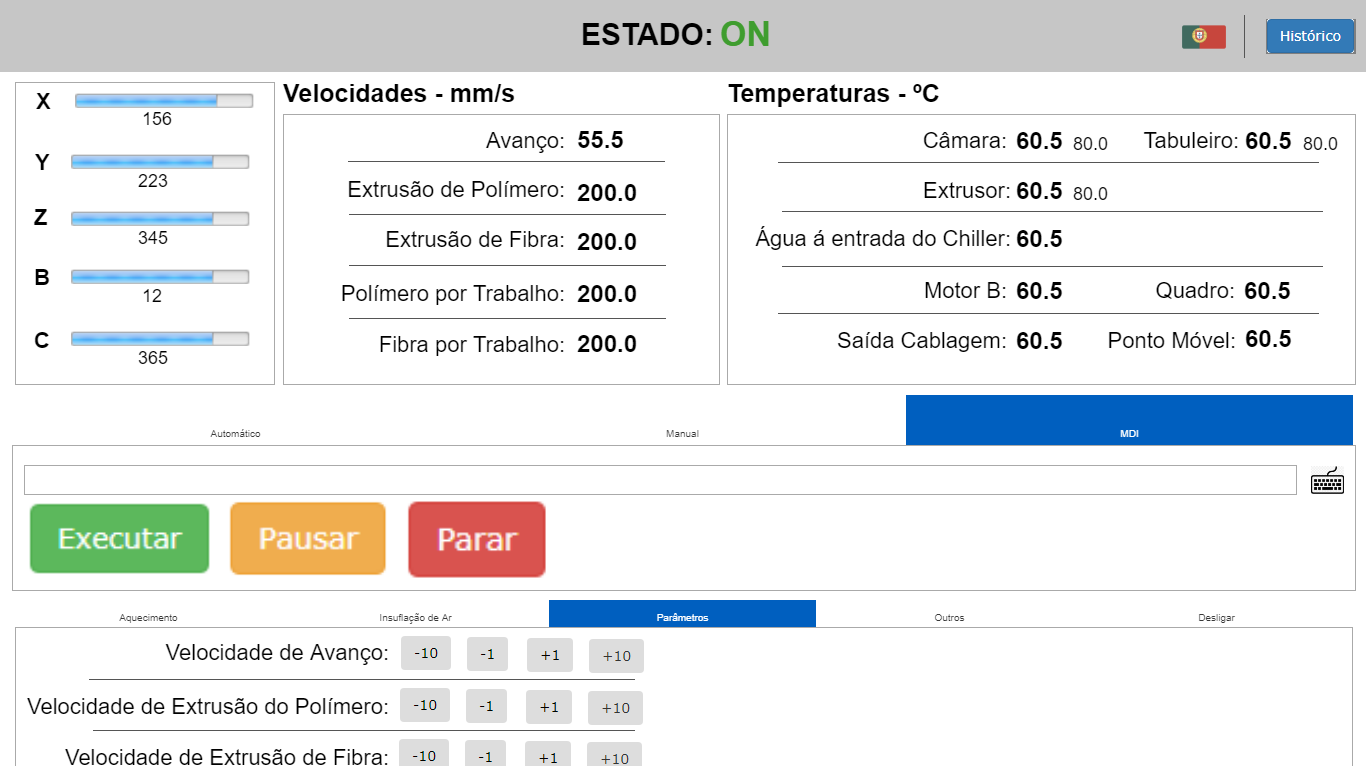 ESTADO: ON
Histórico
X
156
Y
223
Z
345
B
12
C
365
Velocidades - mm/s
Avanço: 55.5
Extrusão de Polímero: 200.0
Extrusão de Fibra: 200.0
Polímero por Trabalho: 200.0
Fibra por Trabalho: 200.0
Temperaturas - ºC
Câmara: 60.5 80.0 Tabuleiro: 60.5 80.0
Extrusor: 60.5 80.0
Água á entrada do Chiller: 60.5
Motor B: 60.5 Quadro: 60.5
Saída Cablagem: 60.5 Ponto Móvel: 60.5
Automático Manual MDI
Executar Pausar Parar
Aquecimento Insuflação de Ar Parâmetros Outros Desligar
Velocidade de Avanço: -10 -1 +1 +10
Velocidade de Extrusão do Polímero: -10 -1 +1 +10
Velocidade de Extrusão de Fibra: -10 -1 +1 +10